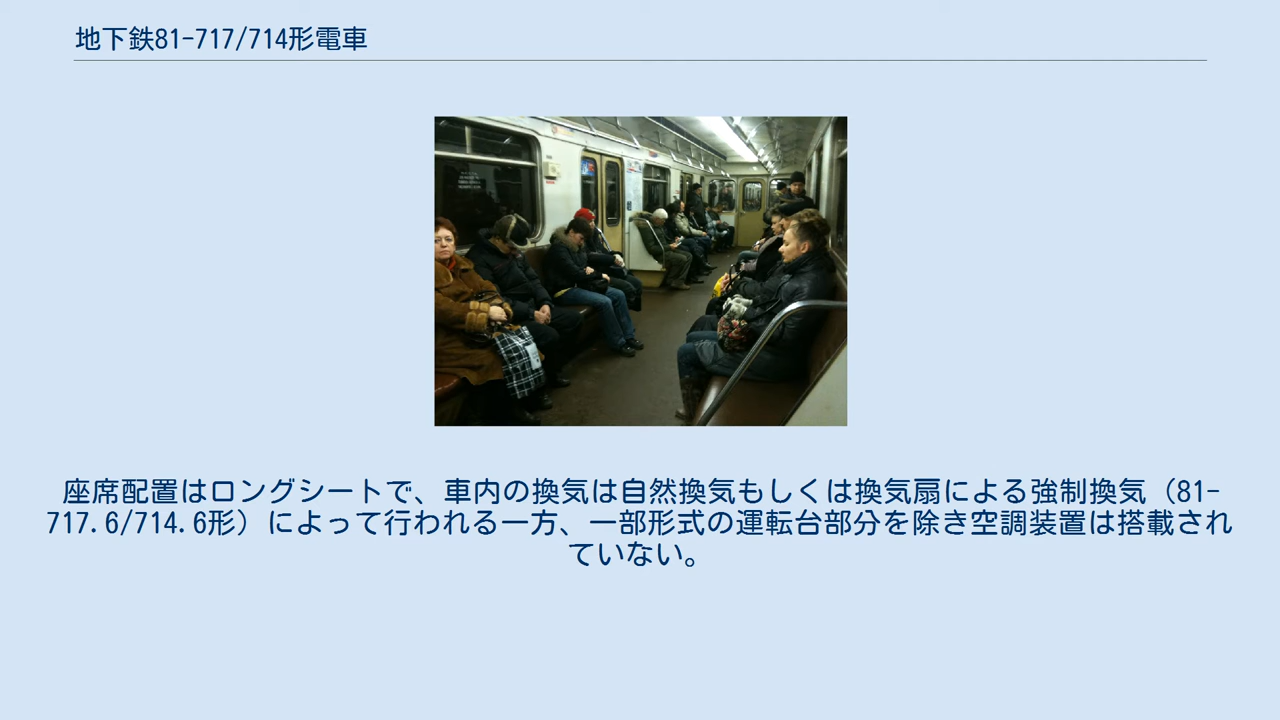 地下鉄81-717/714形電車
座席配置はロングシートで、車内の換気は自然換気もしくは換気扇による強制換気（81-
717.6/714.6形）によって行われる一方、一部形式の運転台部分を除き空調装置は搭載され
ていない。